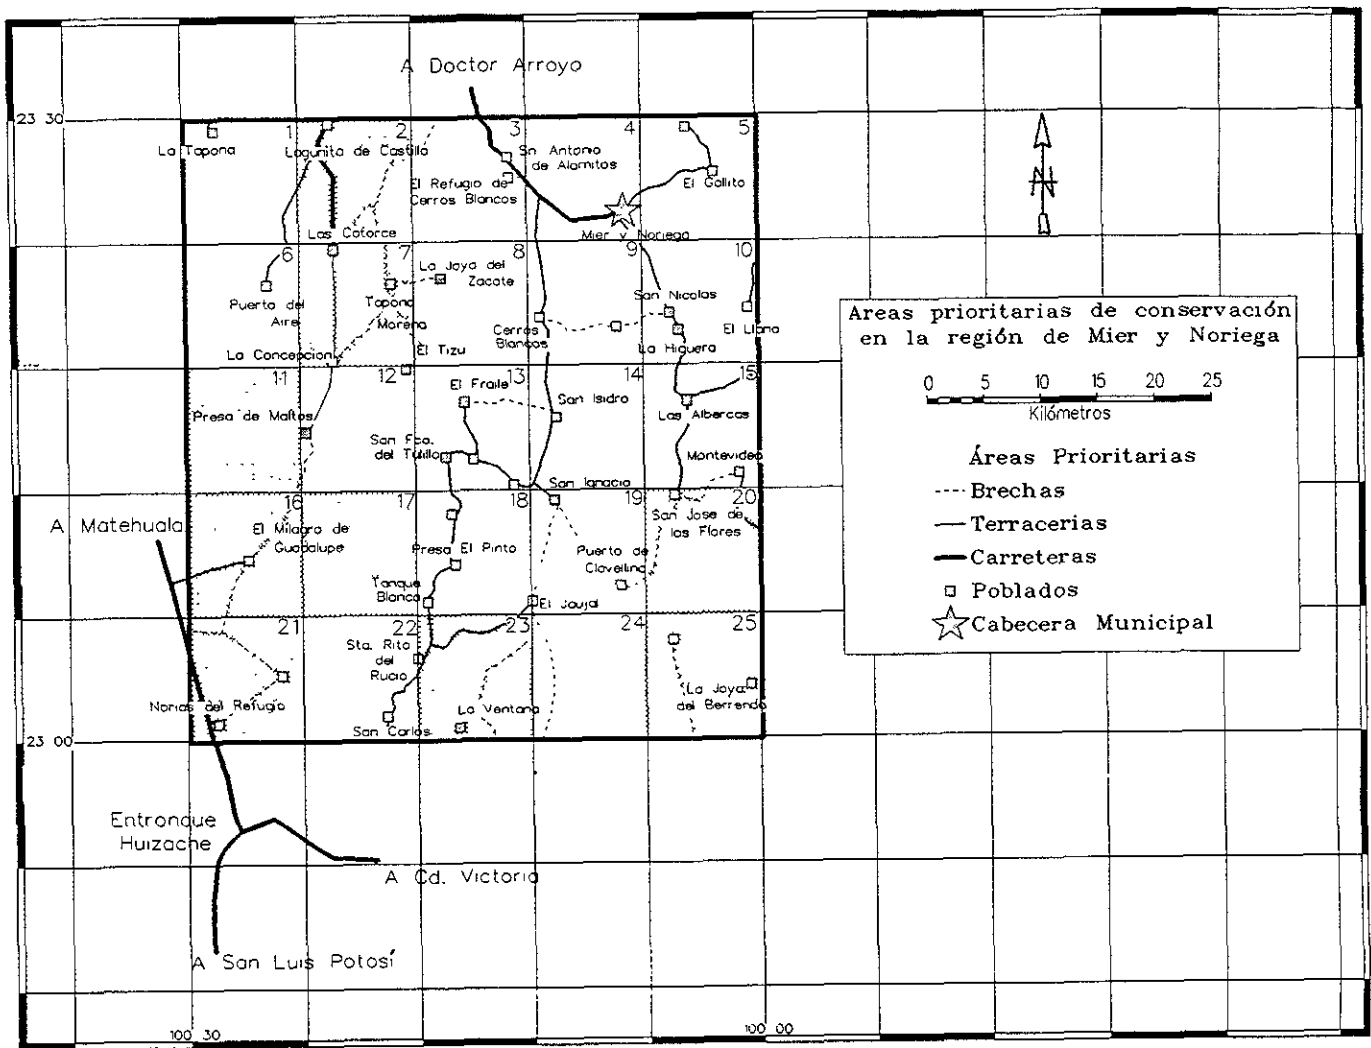 A Doctor Arroyo
23 30
1
2
3
4
5
La Tapona
Lagunita de Castillo
Sn Antonio
de Alamitos
El Refugio de
Cerros Blancos
El Gallito
Las Catorce
Mier y Noriega
6
7
8
9
10
La Joya del
Zacate
Puerto del
Aire
Tapona
Morena
San Nicolas
Cerros
Blancos
El Llano
La Higuera
La Concepcion
El Tizu
11
12
13
14
15
El Fraile
San Isidro
Las Albercas
Presa de Maltos
San Fco.
del Tulillo
Montevideo
San Ignacio
16
17
18
19
20
A Matehuala
El Milagro de
Guadalupe
San Jose de
las Flores
Presa El Pinto
Puerto de
Clavellina
Tanque
Blanco
El Jaujal
21
22
23
24
25
Sta. Rita
del
Rucio
La Joya
del Berrendo
Norias del Refugio
La Ventana
San Carlos
23 00
Entronque
Huizache
A Cd. Victoria
A San Luis Potosí
100 30
100 00
N
Areas prioritarias de conservación
en la región de Mier y Noriega
0 5 10 15 20 25
Kilómetros
Áreas Prioritarias
Brechas
Terracerias
Carreteras
Poblados
Cabecera Municipal